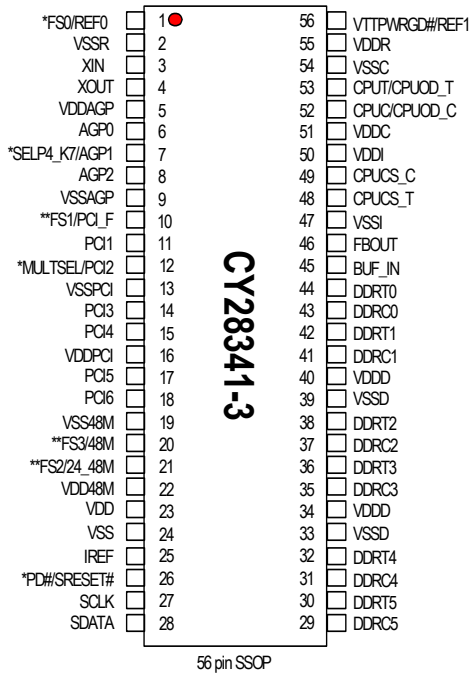 *FS0/REF0 1 56 VTTPWRGD#/REF1
VSSR 2 55 VDDR
XIN 3 54 VSSC
XOUT 4 53 CPUT/CPUOD_T
VDDAGP 5 52 CPUC/CPUOD_C
AGP0 6 51 VDDC
*SELP4_K7/AGP1 7 50 VDDI
AGP2 8 49 CPUCS_C
VSSAGP 9 48 CPUCS_T
**FS1/PCI_F 10 47 VSSI
PCI1 11 46 FBOUT
*MULTSEL/PCI2 12 45 BUF_IN
VSSPCI 13 44 DDRT0
PCI3 14 43 DDRC0
PCI4 15 42 DDRT1
VDDPCI 16 41 DDRC1
PCI5 17 40 VDDD
PCI6 18 39 VSSD
VSS48M 19 38 DDRT2
**FS3/48M 20 37 DDRC2
**FS2/24_48M 21 36 DDRT3
VDD48M 22 35 DDRC3
VDD 23 34 VDDD
VSS 24 33 VSSD
IREF 25 32 DDRT4
*PD#/SRESET# 26 31 DDRC4
SCLK 27 30 DDRT5
SDATA 28 29 DDRC5
CY28341-3
56 pin SSOP